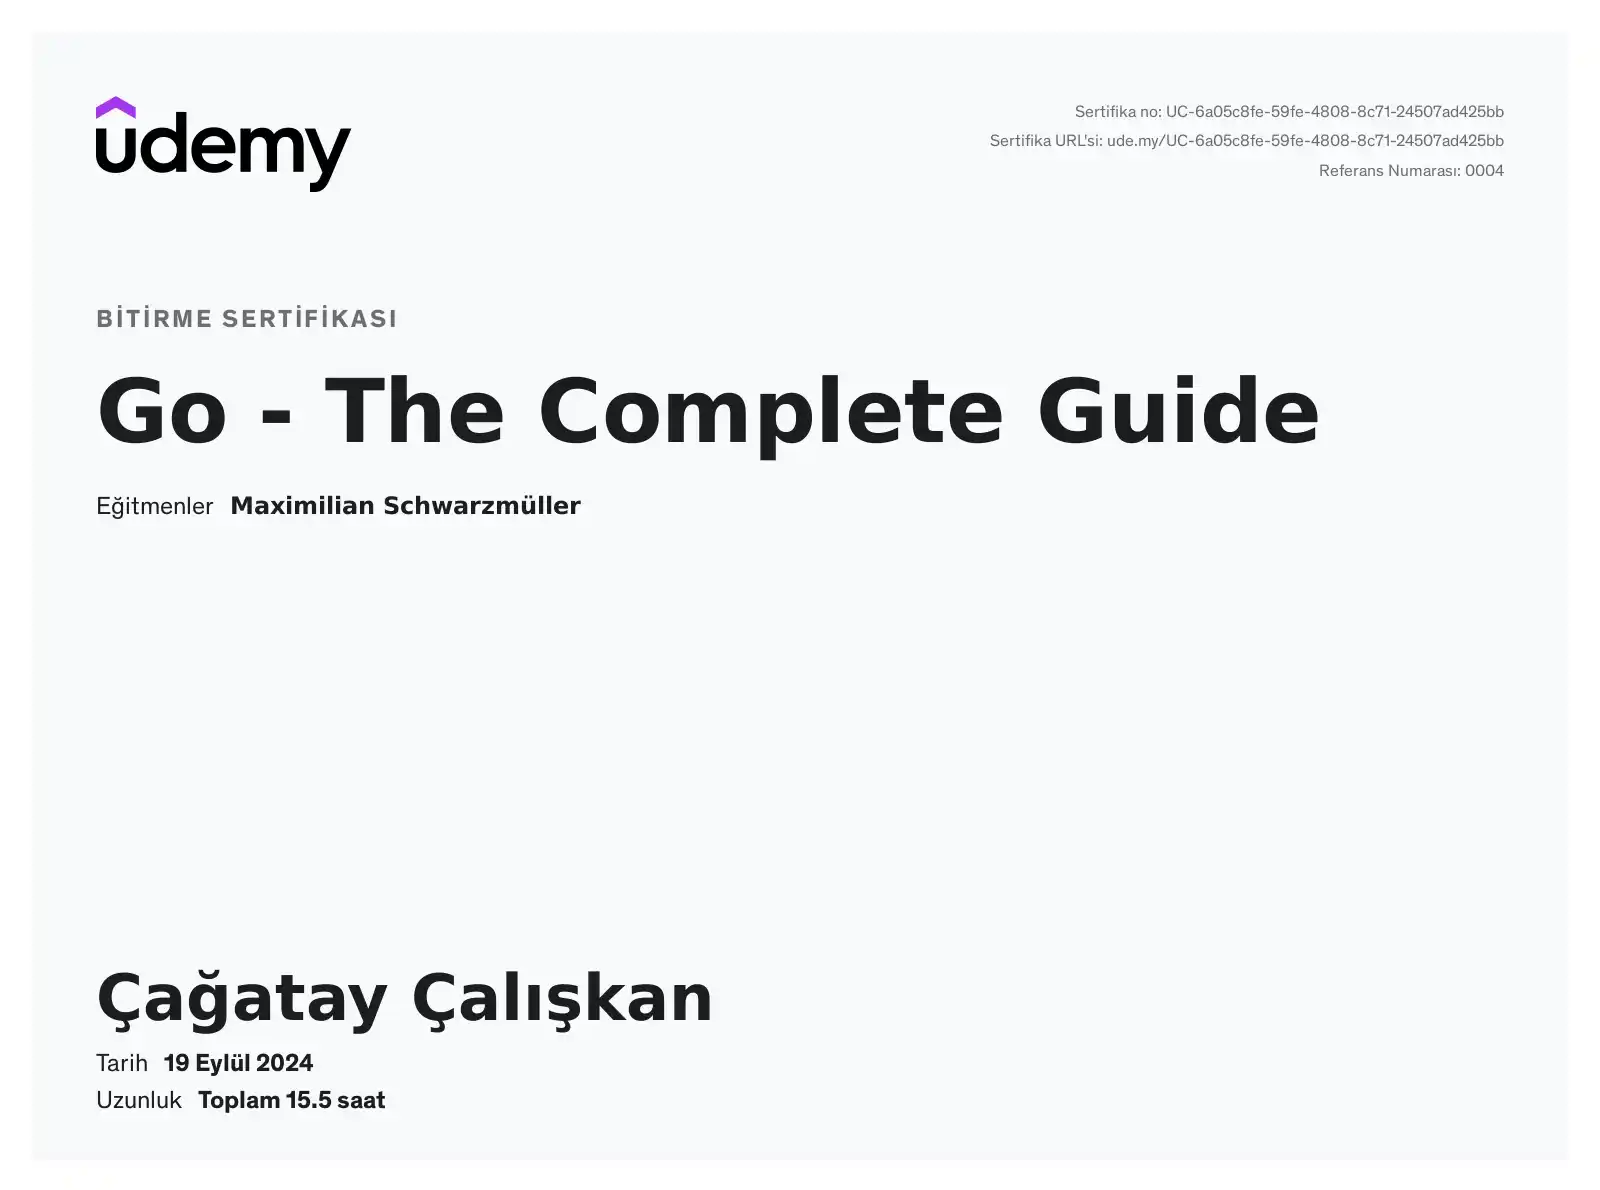 udemy
Sertifika no: UC-6a05c8fe-59fe-4808-8c71-24507ad425bb
Sertifika URL'si: ude.my/UC-6a05c8fe-59fe-4808-8c71-24507ad425bb
Referans Numarası: 0004
BİTİRME SERTİFİKASI
Go - The Complete Guide
Eğitmenler Maximilian Schwarzmüller
Çağatay Çalışkan
Tarih 19 Eylül 2024
Uzunluk Toplam 15.5 saat